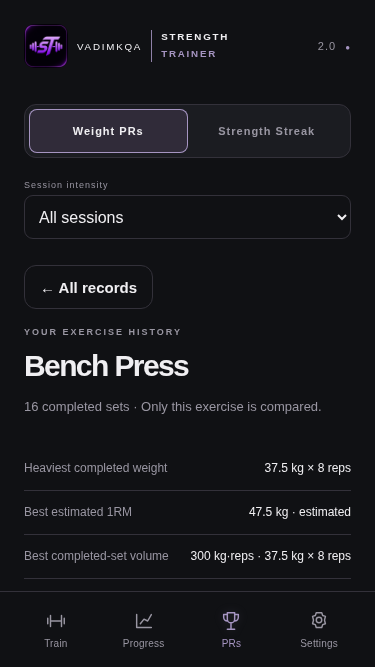 ST
VADIMKQA
STRENGTH
TRAINER
2.0
Weight PRs
Strength Streak
Session intensity
All sessions
← All records
YOUR EXERCISE HISTORY
Bench Press
16 completed sets · Only this exercise is compared.
Heaviest completed weight 37.5 kg × 8 reps
Best estimated 1RM 47.5 kg · estimated
Best completed-set volume 300 kg·reps · 37.5 kg × 8 reps
Train
Progress
PRs
Settings